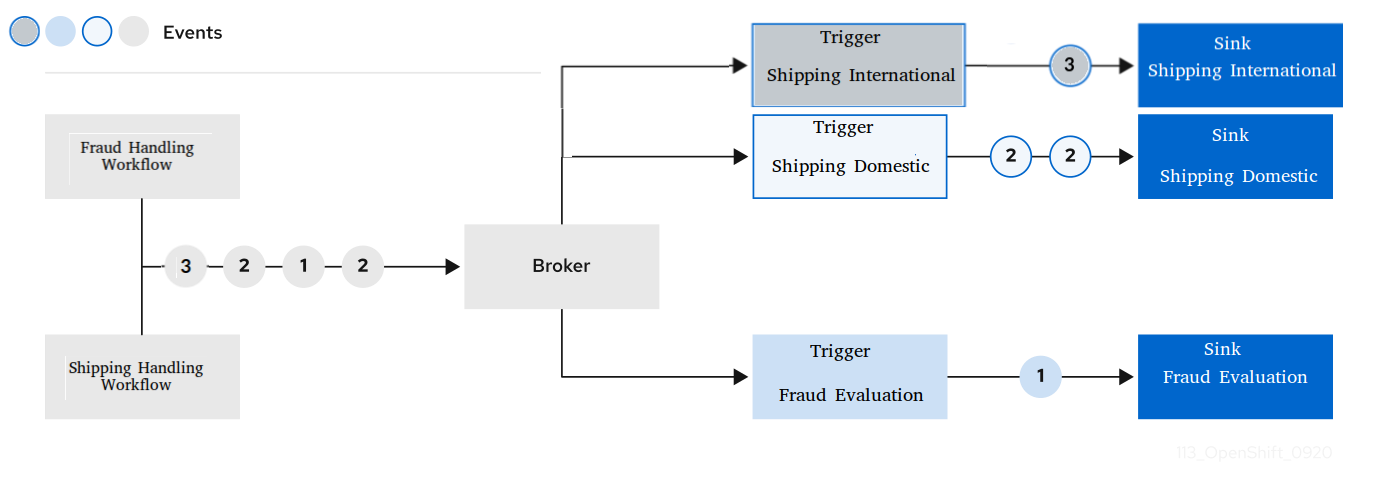 Events
Fraud Handling
Workflow
3 2 1 2
Shipping Handling
Workflow
Broker
Trigger
Shipping International
3
Sink
Shipping International
Trigger
Shipping Domestic
2 2
Sink
Shipping Domestic
Trigger
Fraud Evaluation
1
Sink
Fraud Evaluation
113_OpenShift_0920